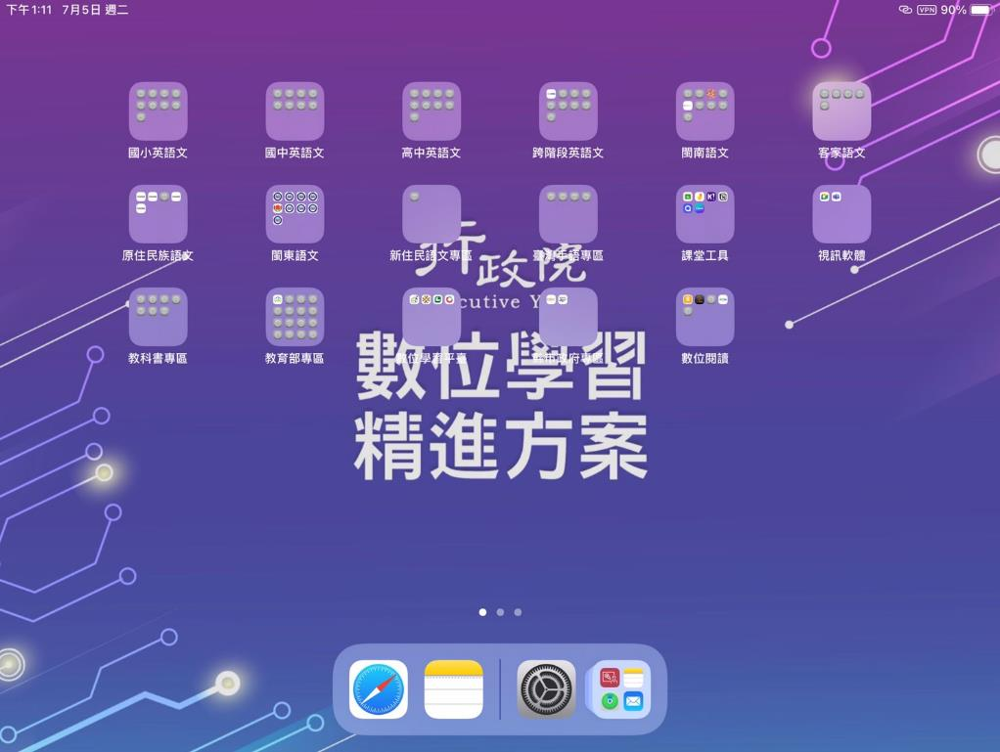 下午1:11 7月5日 週二
VPN 90%
國小英語文
國中英語文
高中英語文
跨階段英語文
閩南語文
客家語文
原住民族語文
閩東語文
新住民語文專區
臺灣手語專區
課堂工具
視訊軟體
行政院
cutive Y
教科書專區
教育部專區
數位學習平臺
縣市政府專區
數位閱讀
數位學習
精進方案